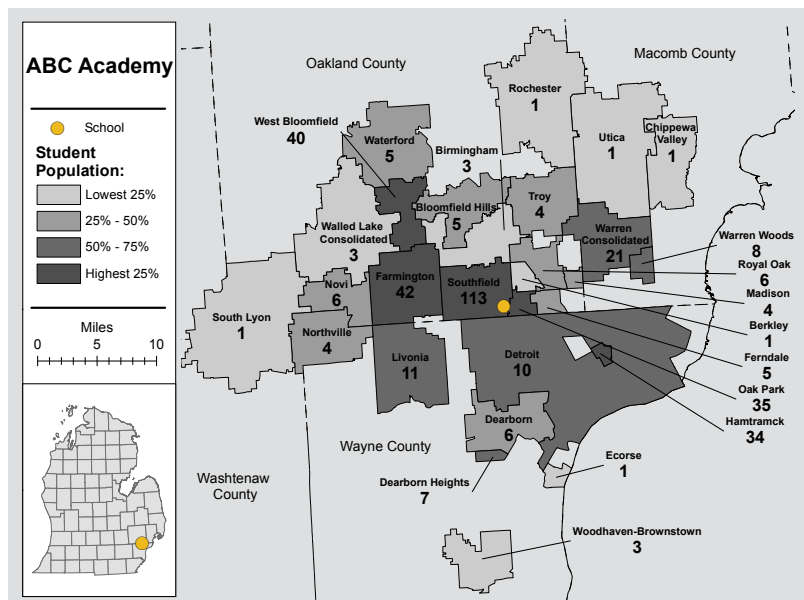 ABC Academy
School
Student
Population:
Lowest 25%
25% - 50%
50% - 75%
Highest 25%
Miles
0 5 10
Oakland County
Macomb County
Rochester
1
West Bloomfield
40
Waterford
5
Birmingham
3
Utica
1
Chippewa
Valley
1
Bloomfield Hills
5
Troy
4
Walled Lake
Consolidated
3
Warren
Consolidated
21
Warren Woods
8
Royal Oak
6
Madison
4
Berkley
1
Ferndale
5
Oak Park
35
Hamtramck
34
Novi
6
Farmington
42
Southfield
113
South Lyon
1
Northville
4
Livonia
11
Detroit
10
Dearborn
6
Wayne County
Washtenaw
County
Dearborn Heights
7
Ecorse
1
Woodhaven-Brownstown
3